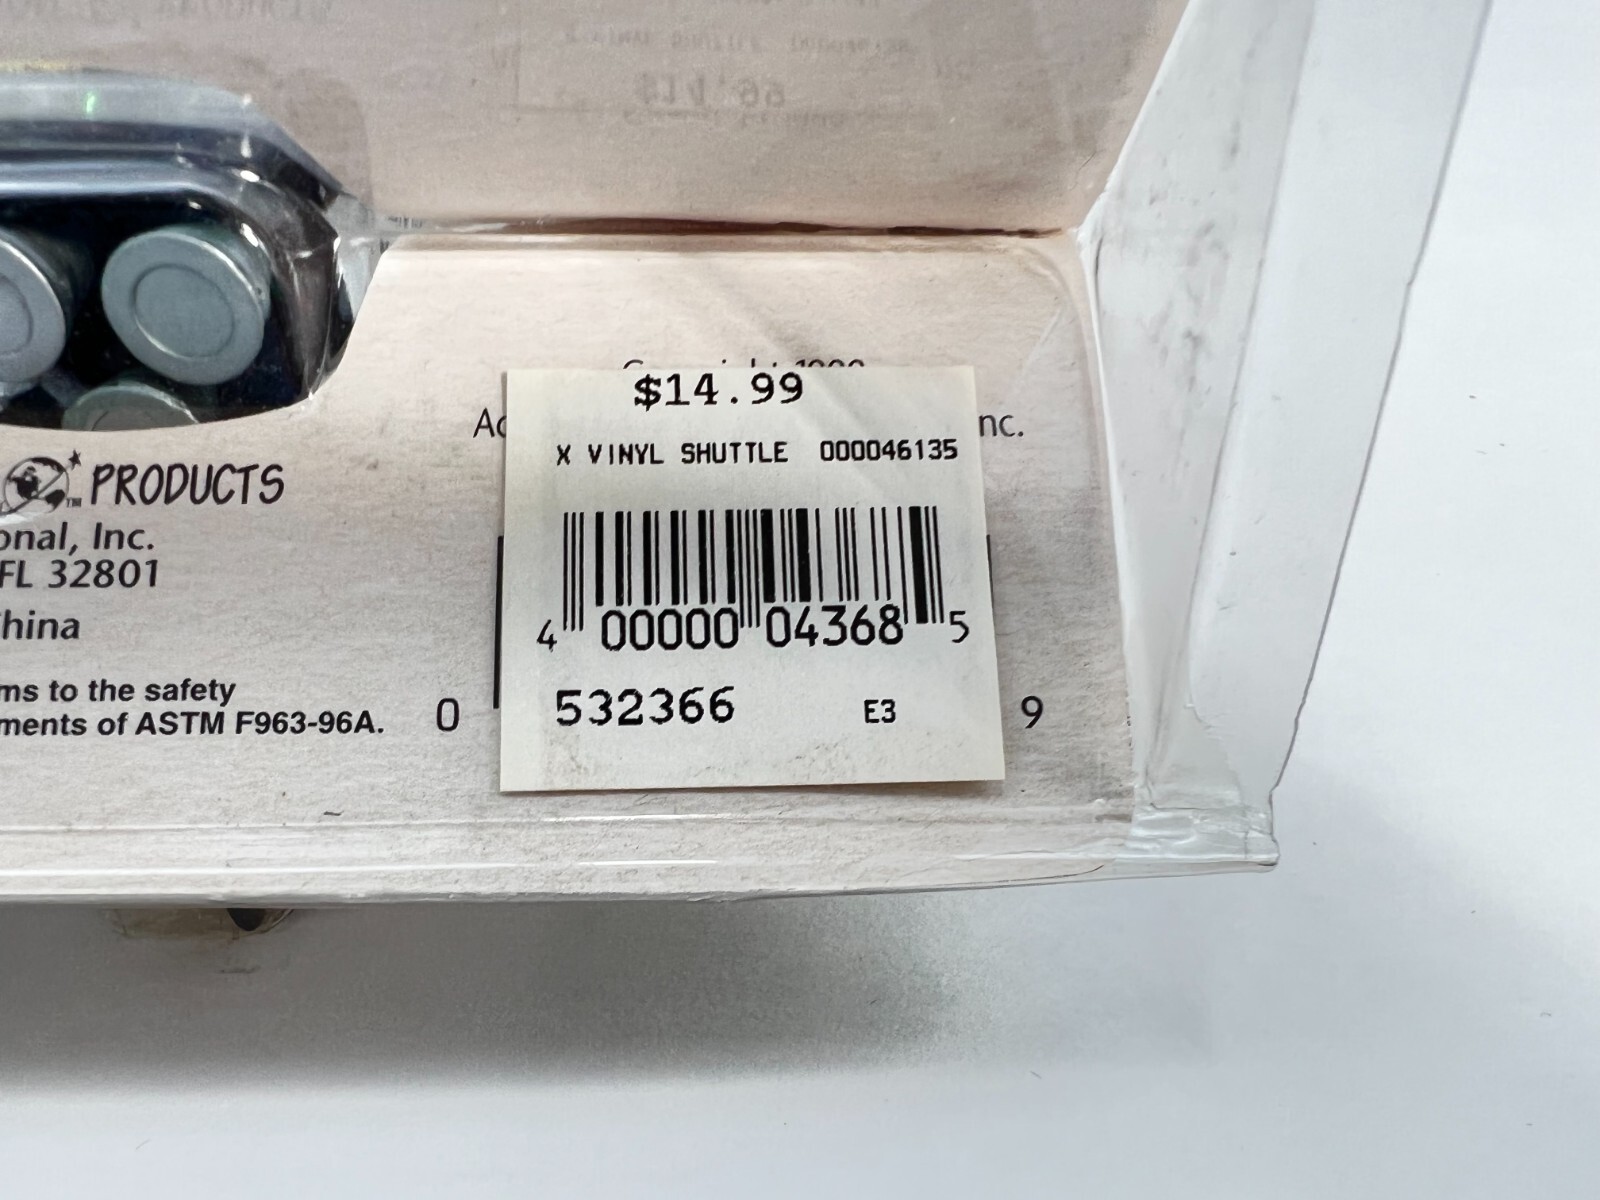 $14.99
X VINYL SHUTTLE 000046135
4 00000 04368 5
532366 E3
nc.
PRODUCTS
onal, Inc.
FL 32801
hina
ms to the safety
ments of ASTM F963-96A.
0 9